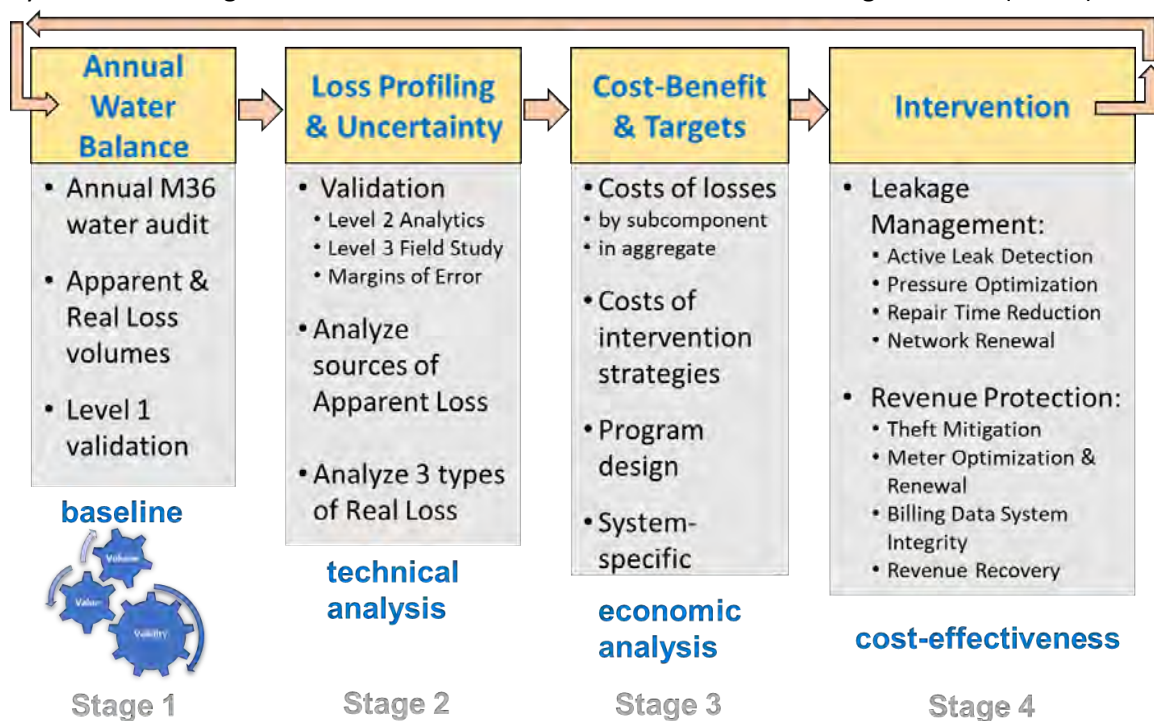 Annual
Water
Balance
• Annual M36
water audit
• Apparent &
Real Loss
volumes
• Level 1
validation
baseline
Volume
Value
Validity
Stage 1
Loss Profiling
& Uncertainty
• Validation
• Level 2 Analytics
• Level 3 Field Study
• Margins of Error
• Analyze
sources of
Apparent Loss
• Analyze 3 types
of Real Loss
technical
analysis
Stage 2
Cost-Benefit
& Targets
• Costs of losses
• by subcomponent
• in aggregate
• Costs of
intervention
strategies
• Program
design
• System-
specific
economic
analysis
Stage 3
Intervention
• Leakage
Management:
• Active Leak Detection
• Pressure Optimization
• Repair Time Reduction
• Network Renewal
• Revenue Protection:
• Theft Mitigation
• Meter Optimization &
Renewal
• Billing Data System
Integrity
• Revenue Recovery
cost-effectiveness
Stage 4